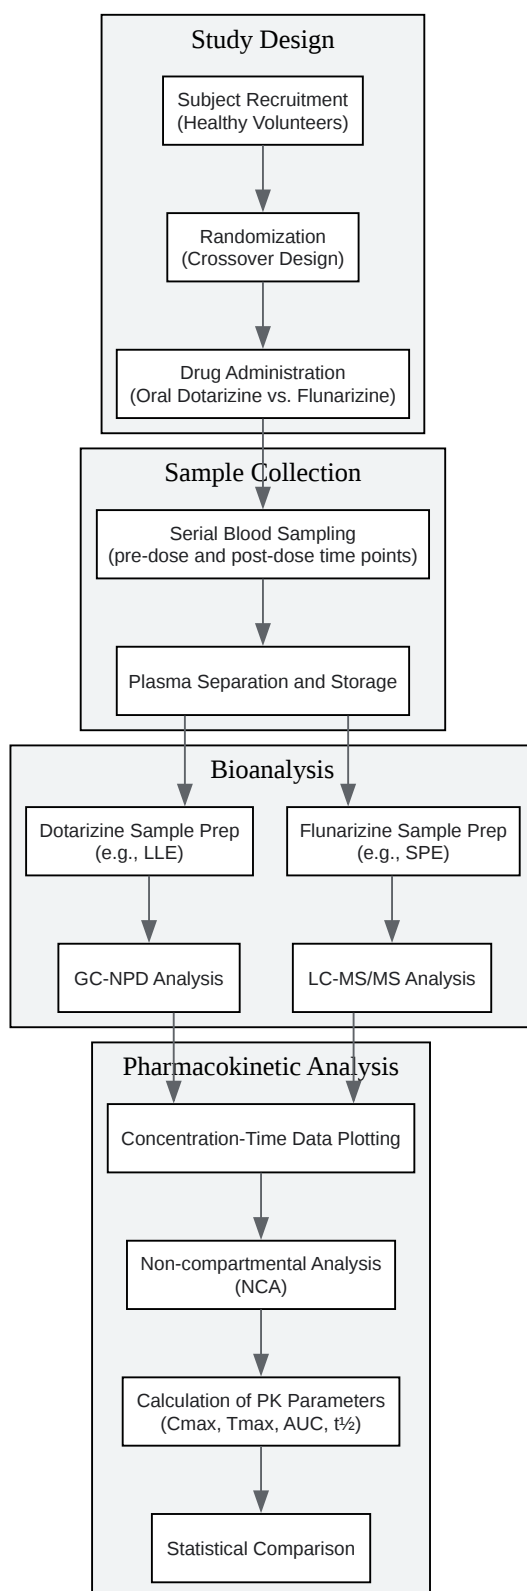 Study Design
Subject Recruitment
(Healthy Volunteers)
Randomization
(Crossover Design)
Drug Administration
(Oral Dotarizine vs. Flunarizine)
Sample Collection
Serial Blood Sampling
(pre-dose and post-dose time points)
Plasma Separation and Storage
Bioanalysis
Dotarizine Sample Prep
(e.g., LLE)
Flunarizine Sample Prep
(e.g., SPE)
GC-NPD Analysis
LC-MS/MS Analysis
Pharmacokinetic Analysis
Concentration-Time Data Plotting
Non-compartmental Analysis
(NCA)
Calculation of PK Parameters
(Cmax, Tmax, AUC, t½)
Statistical Comparison